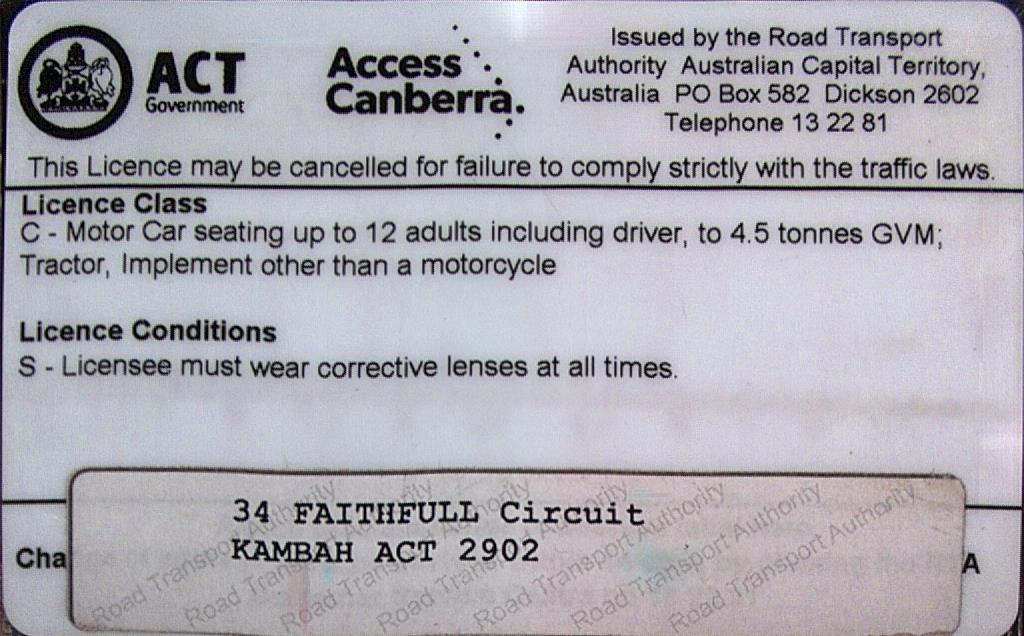 ACT
Government
Access
Canberra.
Issued by the Road Transport
Authority Australian Capital Territory,
Australia PO Box 582 Dickson 2602
Telephone 13 22 81
This Licence may be cancelled for failure to comply strictly with the traffic laws.
Licence Class
C - Motor Car seating up to 12 adults including driver, to 4.5 tonnes GVM;
Tractor, Implement other than a motorcycle
Licence Conditions
S - Licensee must wear corrective lenses at all times.
34 FAITHFULL Circuit
KAMBAH ACT 2902
Cha
A
Road Transport Authority
Road Transport Authority
Road Transport Authority
Road Transport Authority
Road Transport Authority
Road Transport Authority
Road Transport Authority